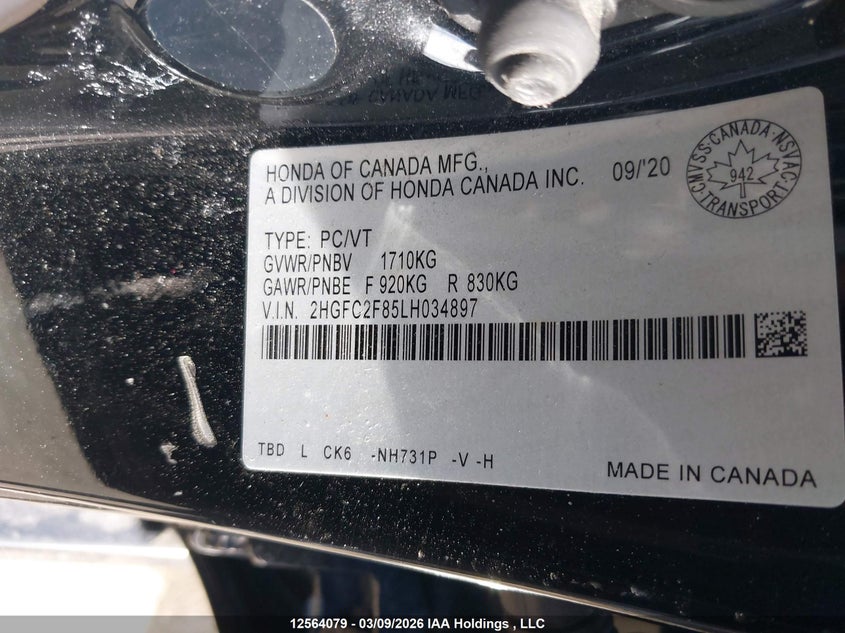 HONDA OF CANADA MFG.,
A DIVISION OF HONDA CANADA INC.
09/'20
CMVSS·CANADA·NSVAC
942
TRANSPORT
TYPE: PC/VT
GVWR/PNBV 1710KG
GAWR/PNBE F 920KG R 830KG
V.I.N. 2HGFC2F85LH034897
TBD L CK6 -NH731P -V -H
MADE IN CANADA
12564079 - 03/09/2026 IAA Holdings , LLC